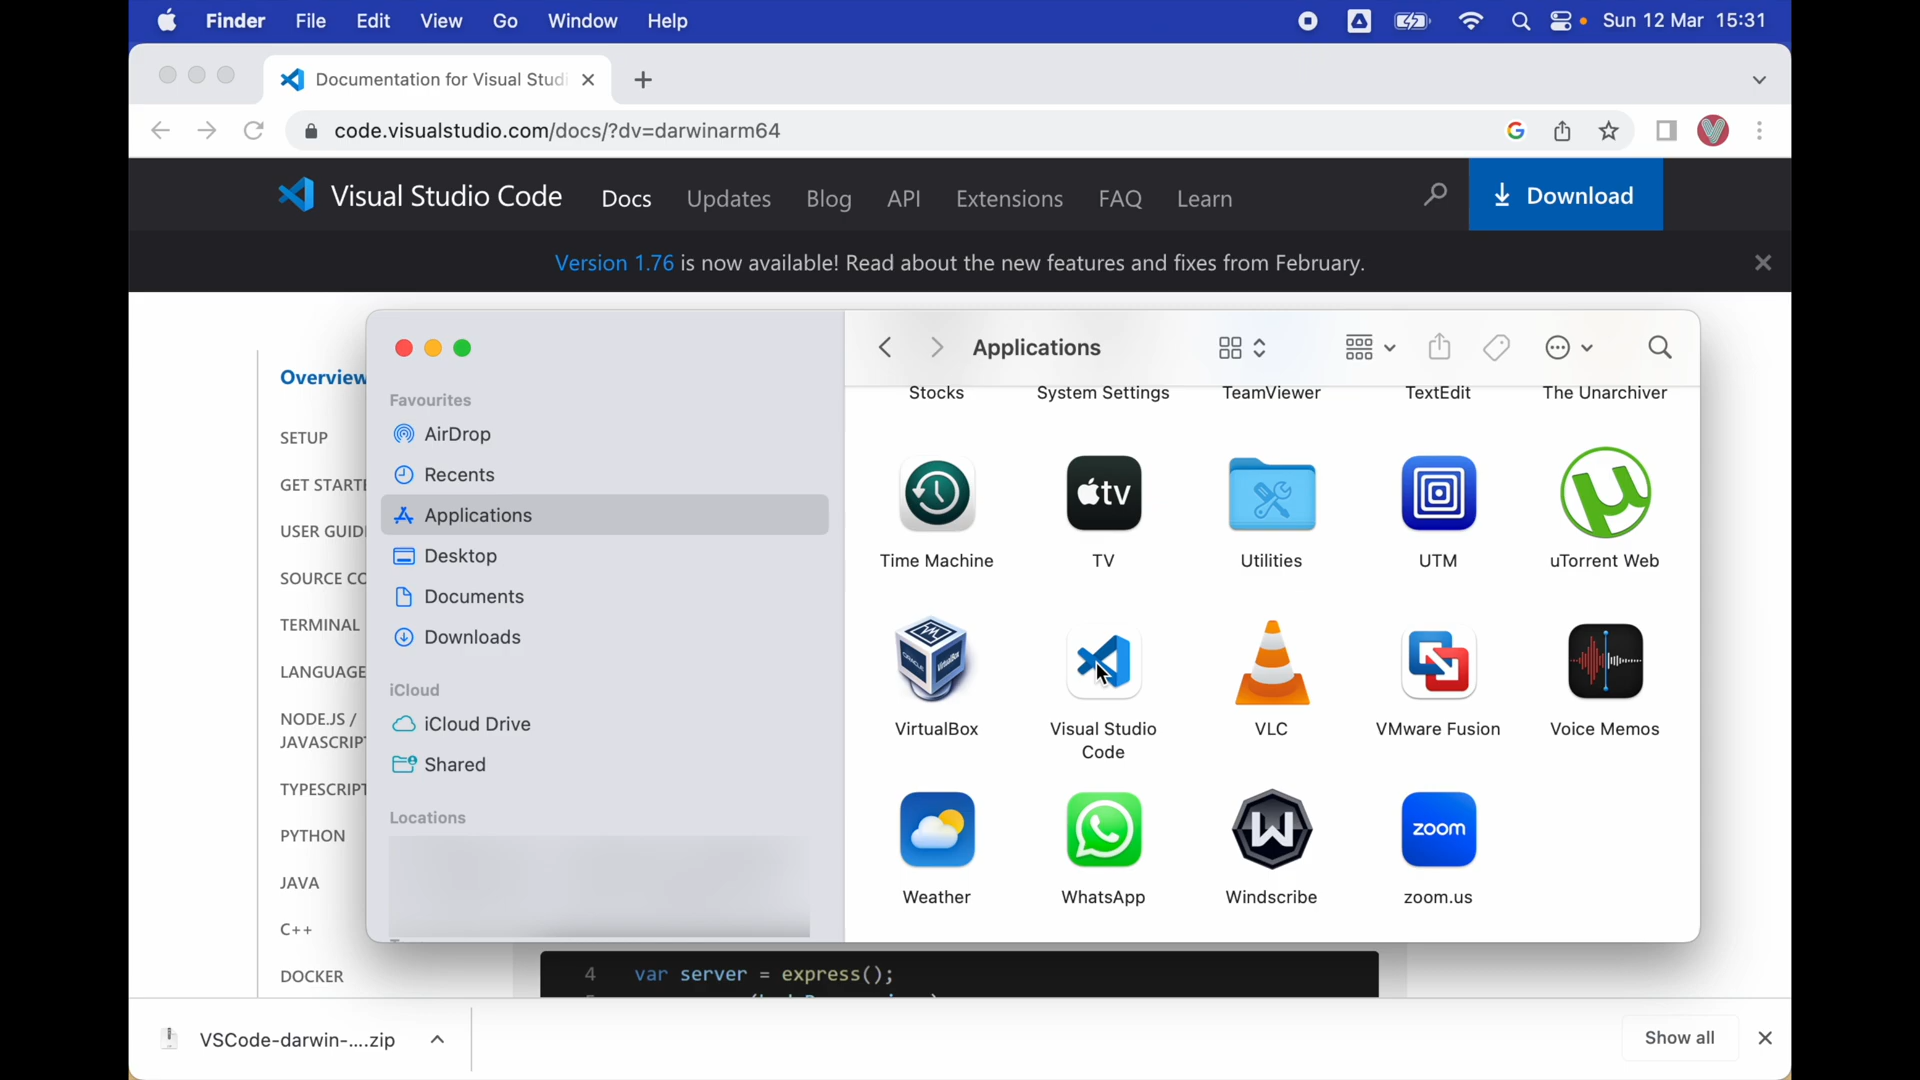 Finder File Edit View Go Window Help Sun 12 Mar 15:31
Documentation for Visual Studi
code.visualstudio.com/docs/?dv=darwinarm64
Visual Studio Code Docs Updates Blog API Extensions FAQ Learn Download
Version 1.76 is now available! Read about the new features and fixes from February.
Overview
SETUP
GET STARTE
USER GUID
SOURCE CO
TERMINAL
LANGUAGE
NODE.JS /
JAVASCRIPT
TYPESCRIPT
PYTHON
JAVA
C++
DOCKER
Favourites
AirDrop
Recents
Applications
Desktop
Documents
Downloads
iCloud
iCloud Drive
Shared
Locations
Applications
Stocks System Settings TeamViewer TextEdit The Unarchiver
tv
Time Machine TV Utilities UTM uTorrent Web
VirtualBox Visual Studio Code VLC VMware Fusion Voice Memos
zoom
Weather WhatsApp Windscribe zoom.us
4 var server = express();
VSCode-darwin-....zip Show all